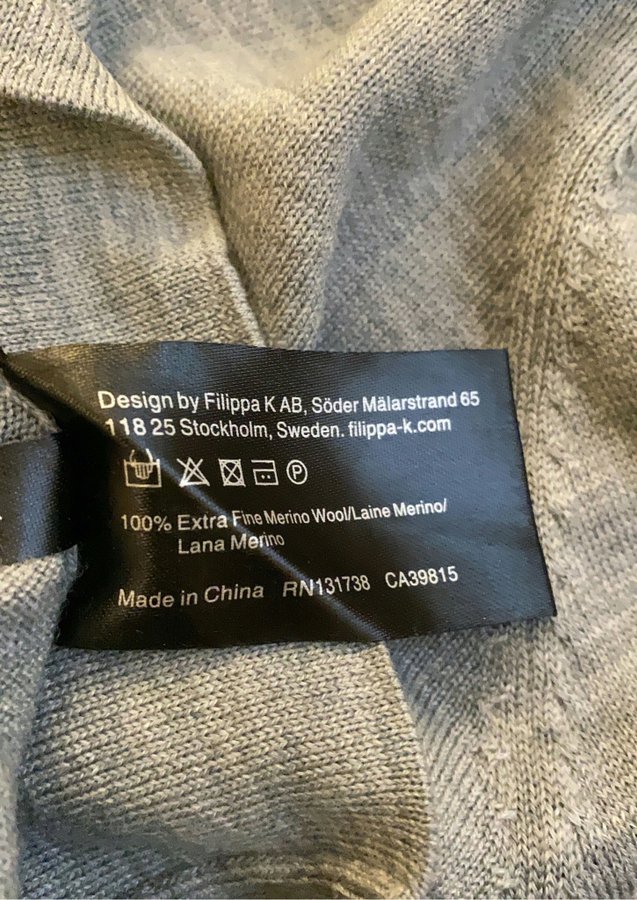 Design by Filippa K AB, Söder Mälarstrand 65
118 25 Stockholm, Sweden. filippa-k.com
P
100% Extra Fine Merino Wool/Laine Merino/
Lana Merino
Made in China RN131738 CA39815